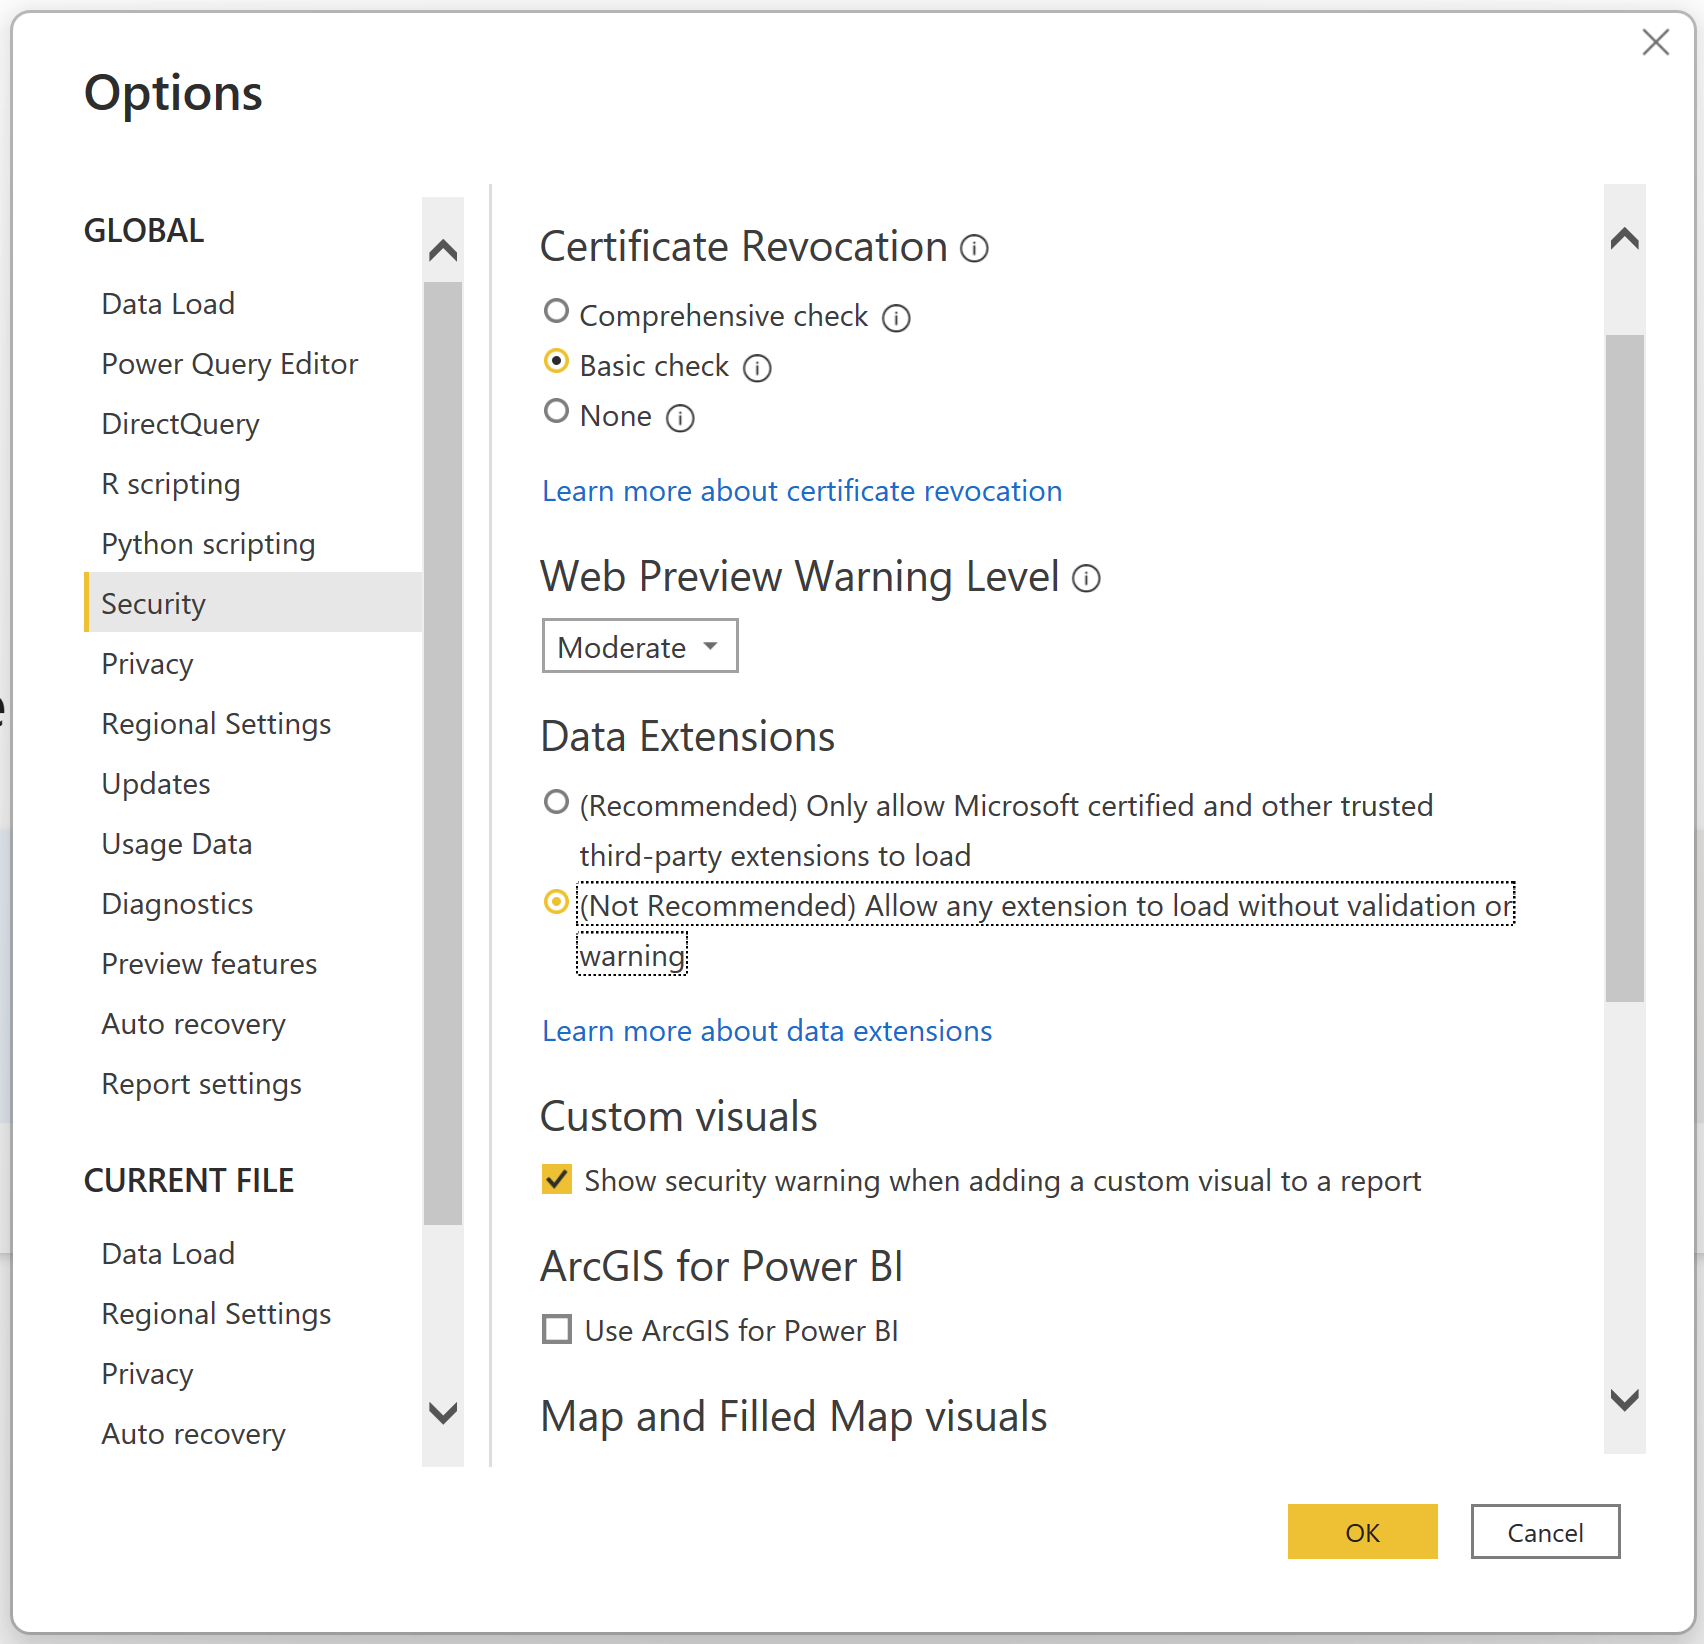 Options
GLOBAL
Data Load
Power Query Editor
DirectQuery
R scripting
Python scripting
Security
Privacy
Regional Settings
Updates
Usage Data
Diagnostics
Preview features
Auto recovery
Report settings
CURRENT FILE
Data Load
Regional Settings
Privacy
Auto recovery
Certificate Revocation
Comprehensive check
Basic check
None
Learn more about certificate revocation
Web Preview Warning Level
Moderate
Data Extensions
(Recommended) Only allow Microsoft certified and other trusted
third-party extensions to load
(Not Recommended) Allow any extension to load without validation or
warning
Learn more about data extensions
Custom visuals
Show security warning when adding a custom visual to a report
ArcGIS for Power BI
Use ArcGIS for Power BI
Map and Filled Map visuals
OK
Cancel